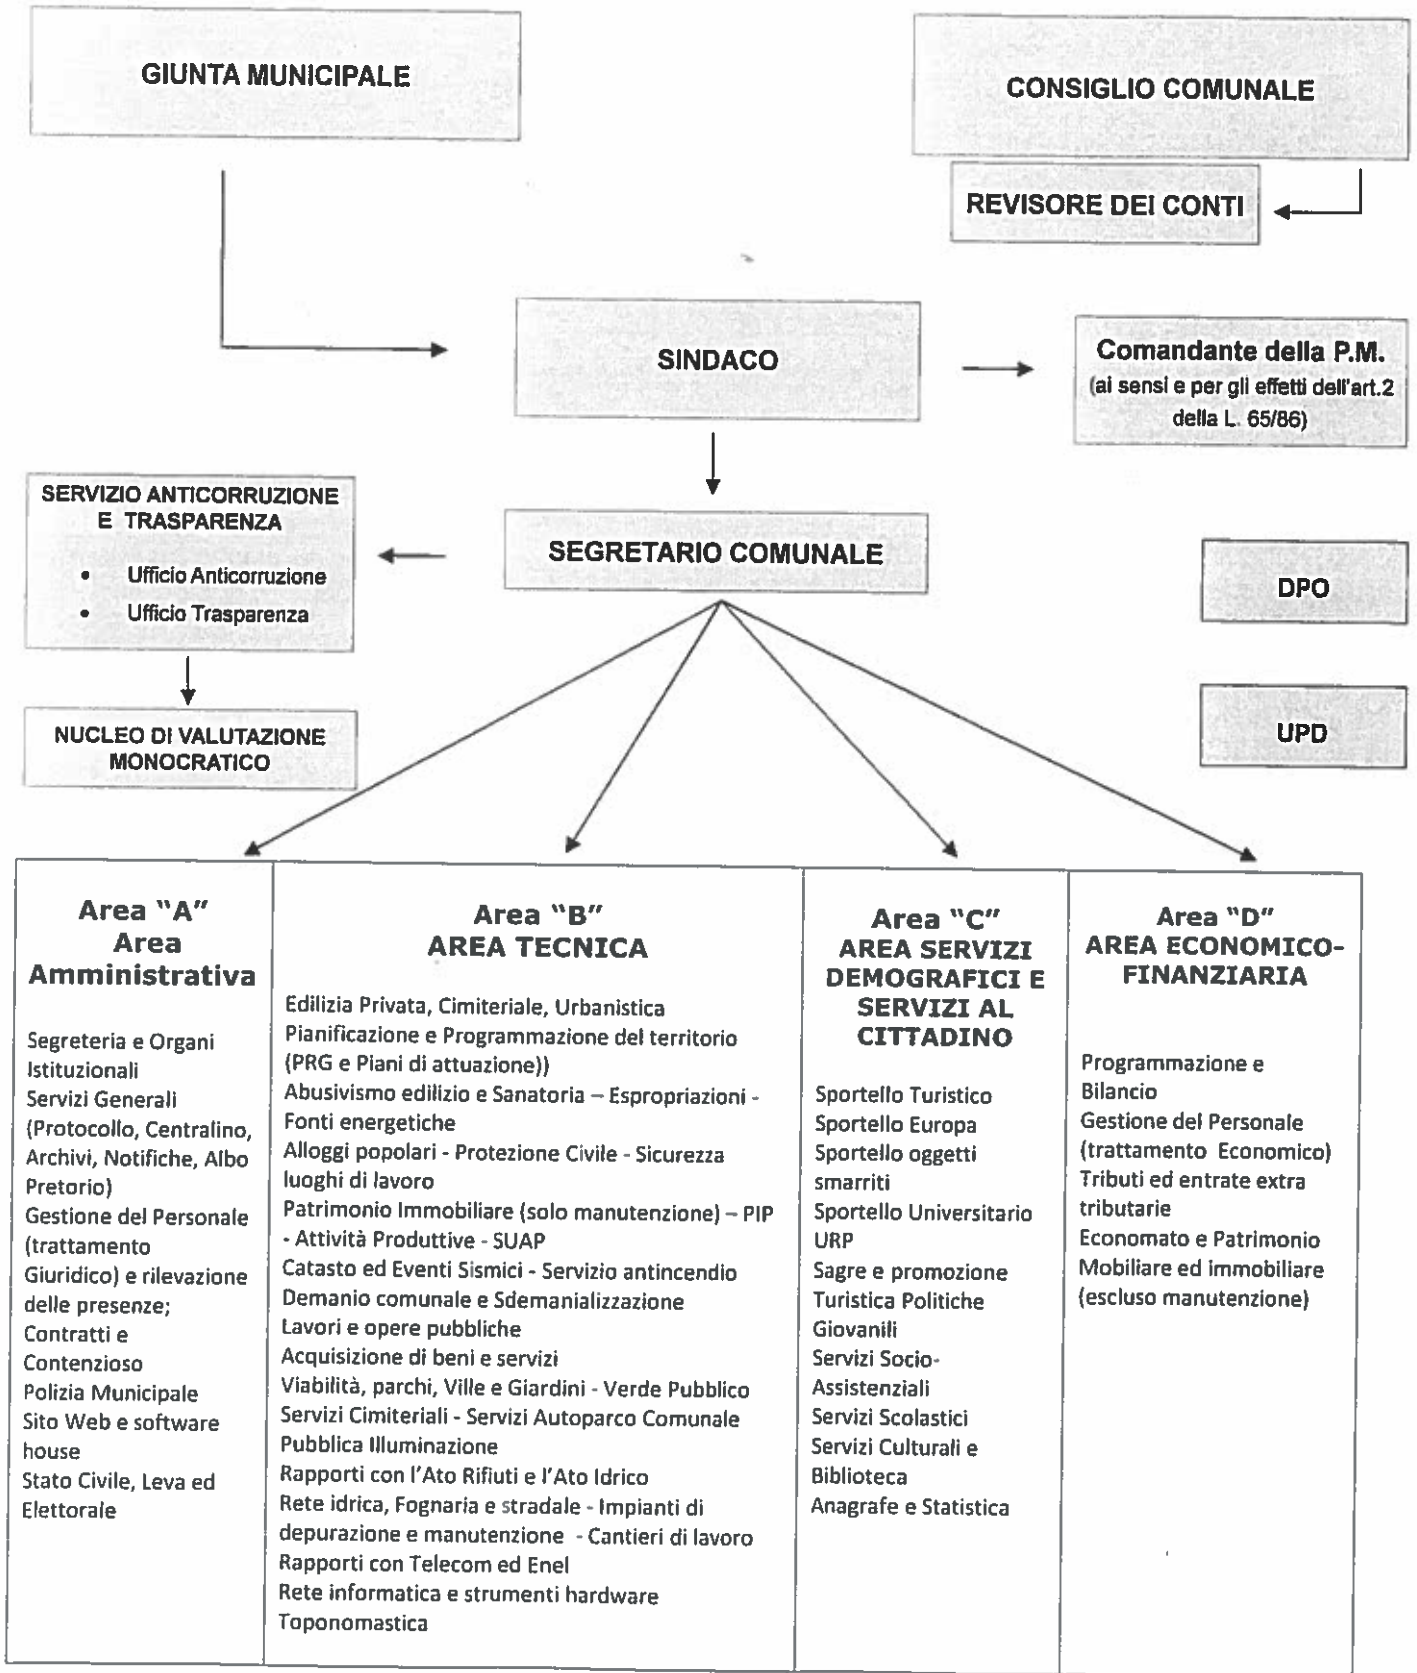 GIUNTA MUNICIPALE
CONSIGLIO COMUNALE
REVISORE DEI CONTI
SINDACO
Comandante della P.M.
(ai sensi e per gli effetti dell'art.2
della L. 65/86)
SERVIZIO ANTICORRUZIONE
E TRASPARENZA
• Ufficio Anticorruzione
• Ufficio Trasparenza
SEGRETARIO COMUNALE
DPO
NUCLEO DI VALUTAZIONE
MONOCRATICO
UPD
Area "A"
Area
Amministrativa
Segreteria e Organi
Istituzionali
Servizi Generali
(Protocollo, Centralino,
Archivi, Notifiche, Albo
Pretorio)
Gestione del Personale
(trattamento
Giuridico) e rilevazione
delle presenze;
Contratti e
Contenzioso
Polizia Municipale
Sito Web e software
house
Stato Civile, Leva ed
Elettorale
Area "B"
AREA TECNICA
Edilizia Privata, Cimiteriale, Urbanistica
Pianificazione e Programmazione del territorio
(PRG e Piani di attuazione))
Abusivismo edilizio e Sanatoria – Espropriazioni -
Fonti energetiche
Alloggi popolari - Protezione Civile - Sicurezza
luoghi di lavoro
Patrimonio Immobiliare (solo manutenzione) – PIP
- Attività Produttive - SUAP
Catasto ed Eventi Sismici - Servizio antincendio
Demanio comunale e Sdemanializzazione
Lavori e opere pubbliche
Acquisizione di beni e servizi
Viabilità, parchi, Ville e Giardini - Verde Pubblico
Servizi Cimiteriali - Servizi Autoparco Comunale
Pubblica Illuminazione
Rapporti con l'Ato Rifiuti e l'Ato Idrico
Rete idrica, Fognaria e stradale - Impianti di
depurazione e manutenzione - Cantieri di lavoro
Rapporti con Telecom ed Enel
Rete informatica e strumenti hardware
Toponomastica
Area "C"
AREA SERVIZI
DEMOGRAFICI E
SERVIZI AL
CITTADINO
Sportello Turistico
Sportello Europa
Sportello oggetti
smarriti
Sportello Universitario
URP
Sagre e promozione
Turistica Politiche
Giovanili
Servizi Socio-
Assistenziali
Servizi Scolastici
Servizi Culturali e
Biblioteca
Anagrafe e Statistica
Area "D"
AREA ECONOMICO-
FINANZIARIA
Programmazione e
Bilancio
Gestione del Personale
(trattamento Economico)
Tributi ed entrate extra
tributarie
Economato e Patrimonio
Mobiliare ed immobiliare
(escluso manutenzione)